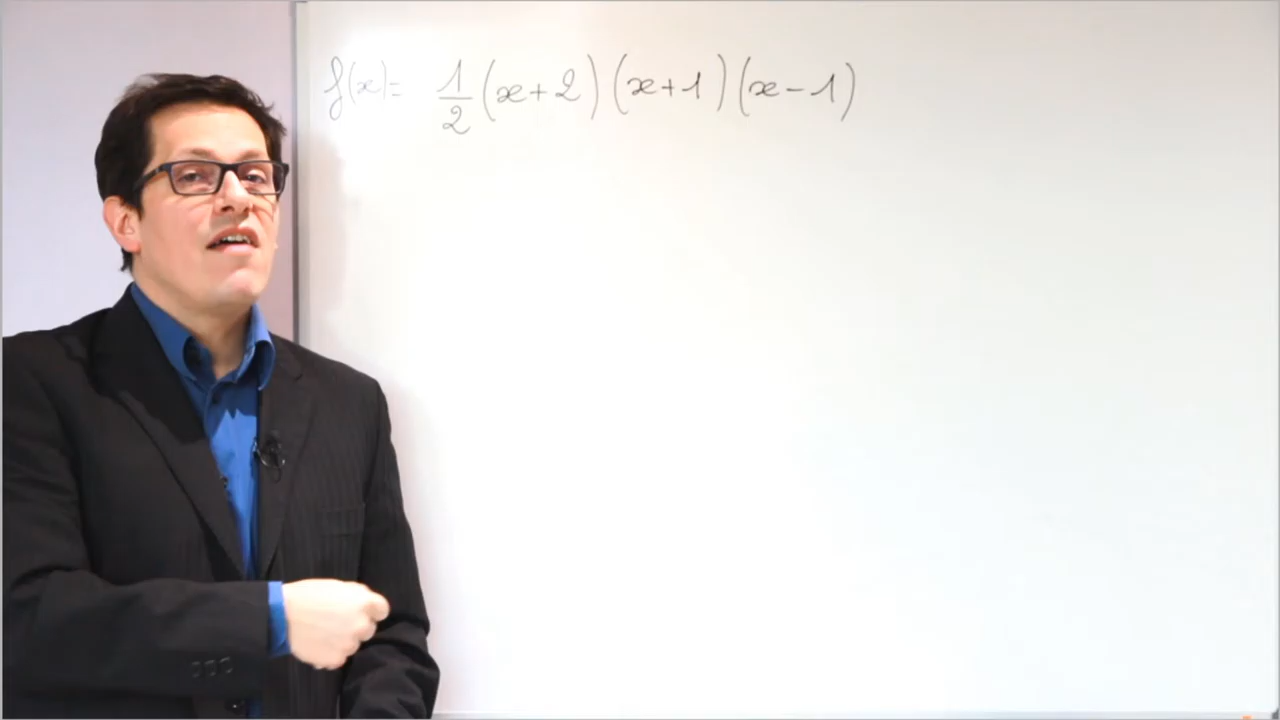 f(x)= 1/2 (x+2)(x+1)(x-1)